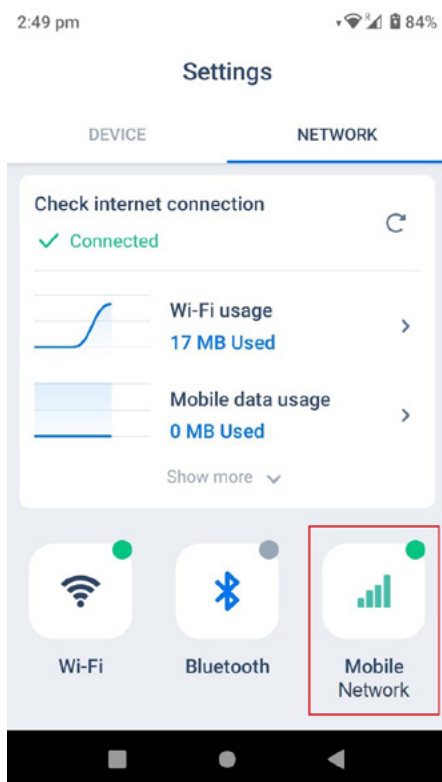 2:49 pm
R
84%
Settings
DEVICE
NETWORK
Check internet connection
Connected
Wi-Fi usage
17 MB Used
Mobile data usage
0 MB Used
Show more
Wi-Fi
Bluetooth
Mobile
Network